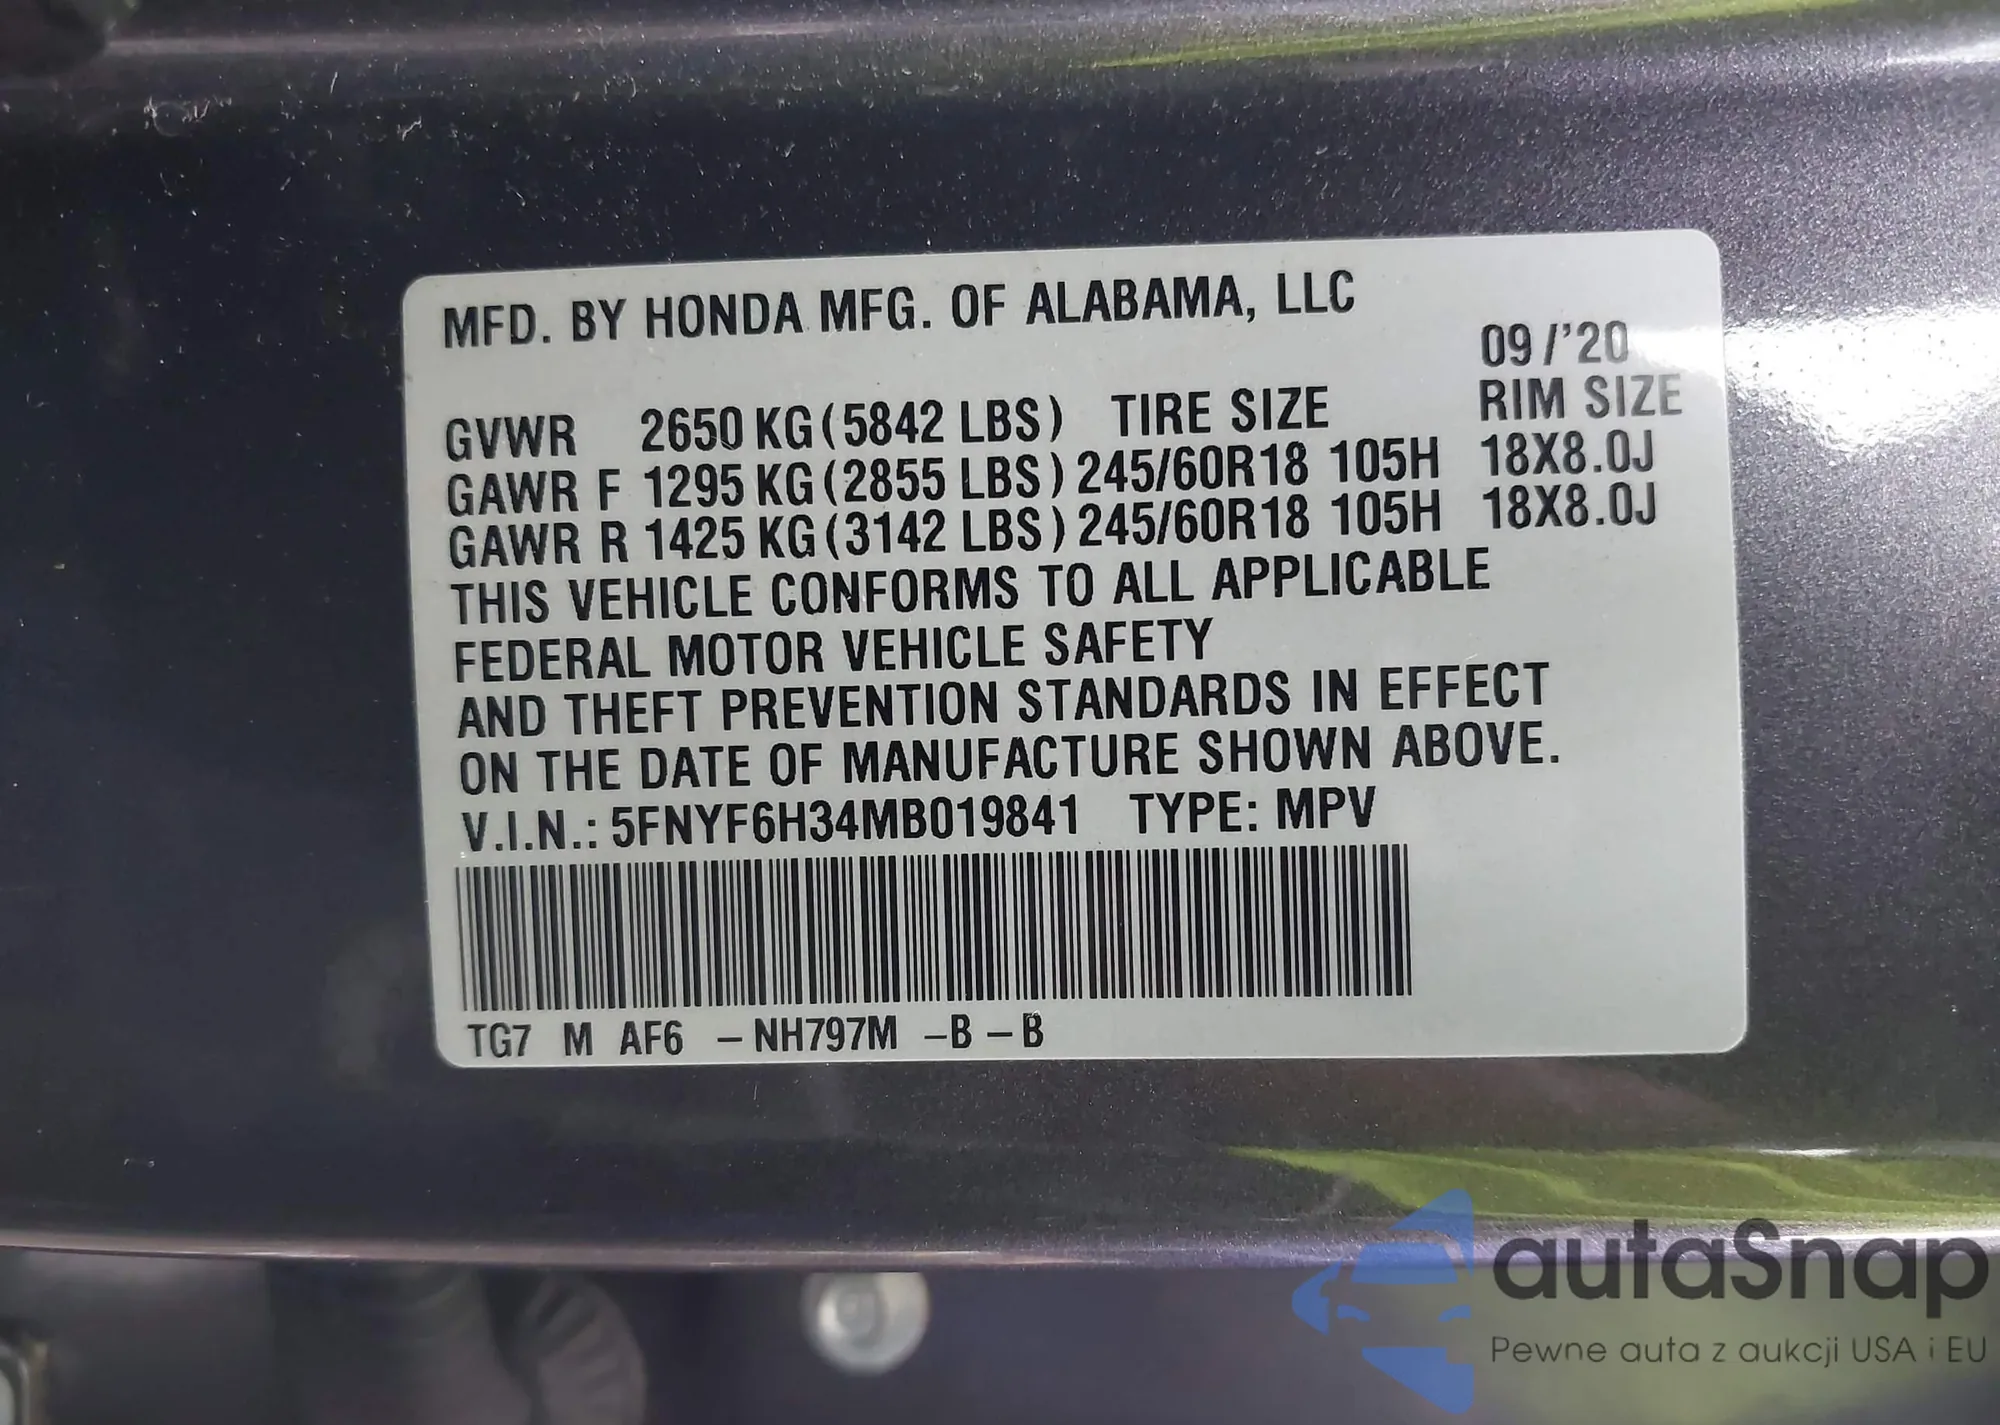 MFD. BY HONDA MFG. OF ALABAMA, LLC
09/'20
GVWR 2650 KG(5842 LBS) TIRE SIZE RIM SIZE
GAWR F 1295 KG(2855 LBS) 245/60R18 105H 18X8.0J
GAWR R 1425 KG(3142 LBS) 245/60R18 105H 18X8.0J
THIS VEHICLE CONFORMS TO ALL APPLICABLE
FEDERAL MOTOR VEHICLE SAFETY
AND THEFT PREVENTION STANDARDS IN EFFECT
ON THE DATE OF MANUFACTURE SHOWN ABOVE.
V.I.N.: 5FNYF6H34MB019841 TYPE: MPV
TG7 M AF6 –NH797M –B –B
autaSnap
Pewne auta z aukcji USA i EU